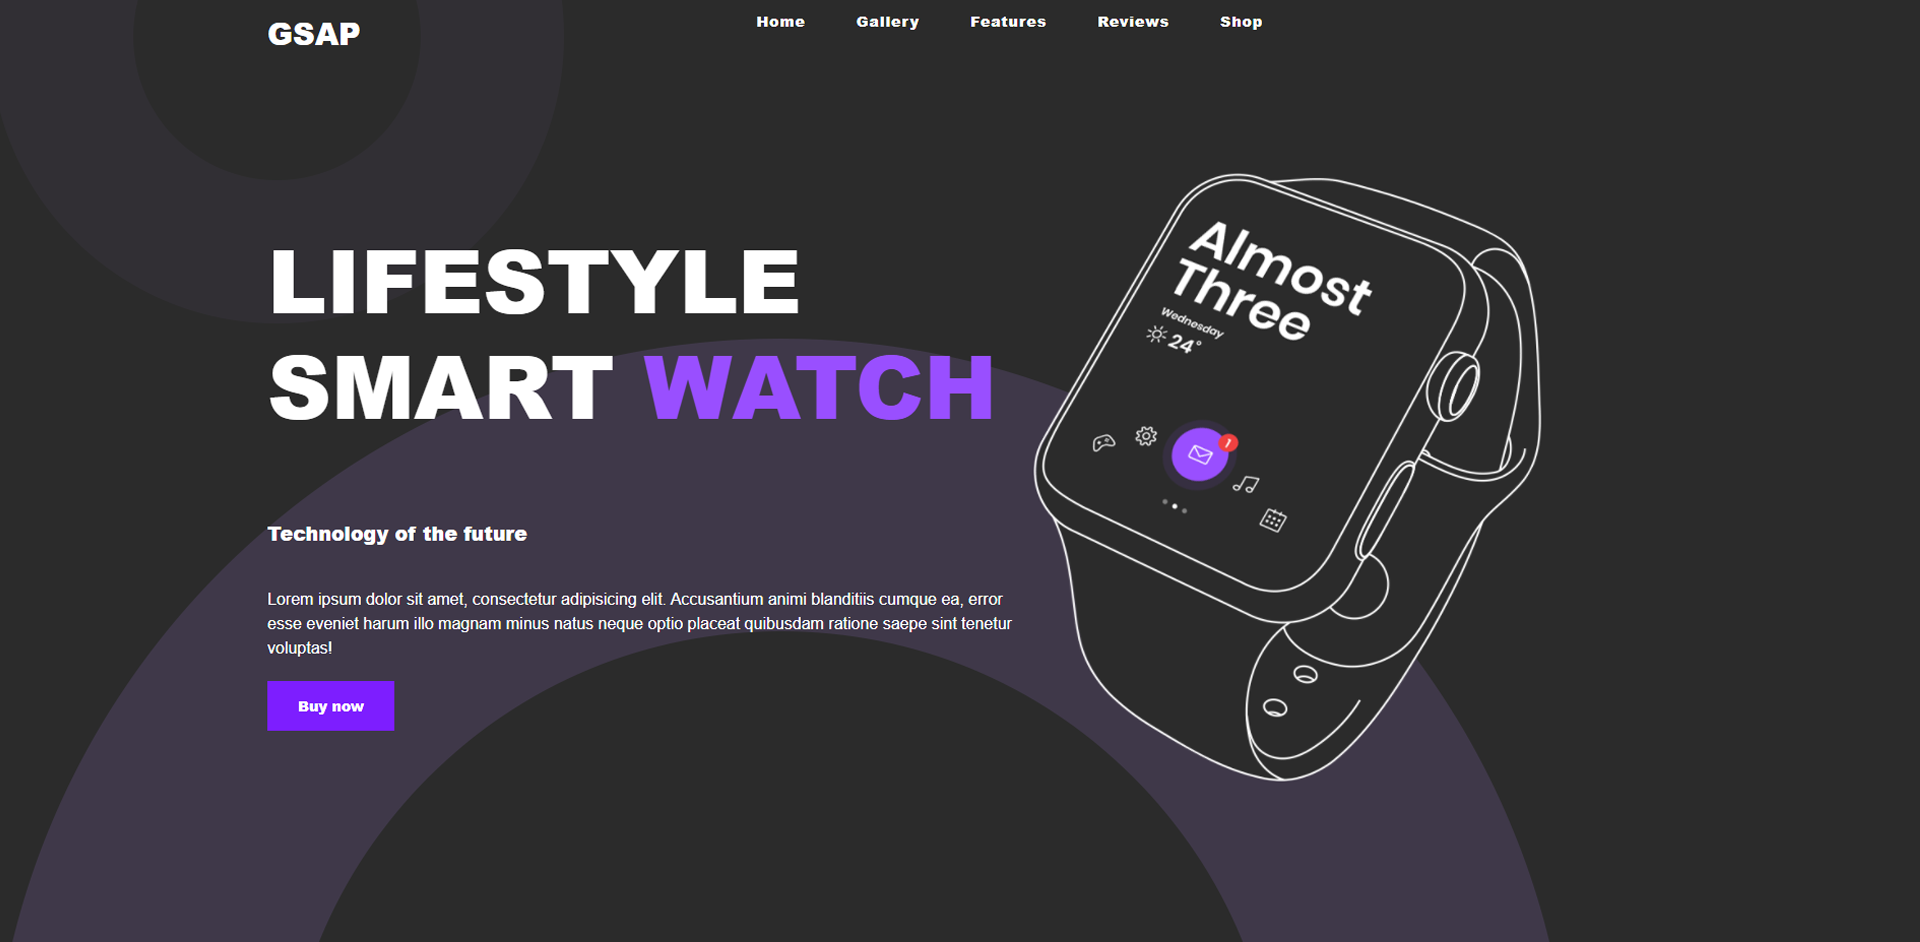 GSAP
Home Gallery Features Reviews Shop
LIFESTYLE
SMART WATCH
Technology of the future
Lorem ipsum dolor sit amet, consectetur adipisicing elit. Accusantium animi blanditiis cumque ea, error
esse eveniet harum illo magnam minus natus neque optio placeat quibusdam ratione saepe sint tenetur
voluptas!
Buy now
Almost
Three
Wednesday
24°
1